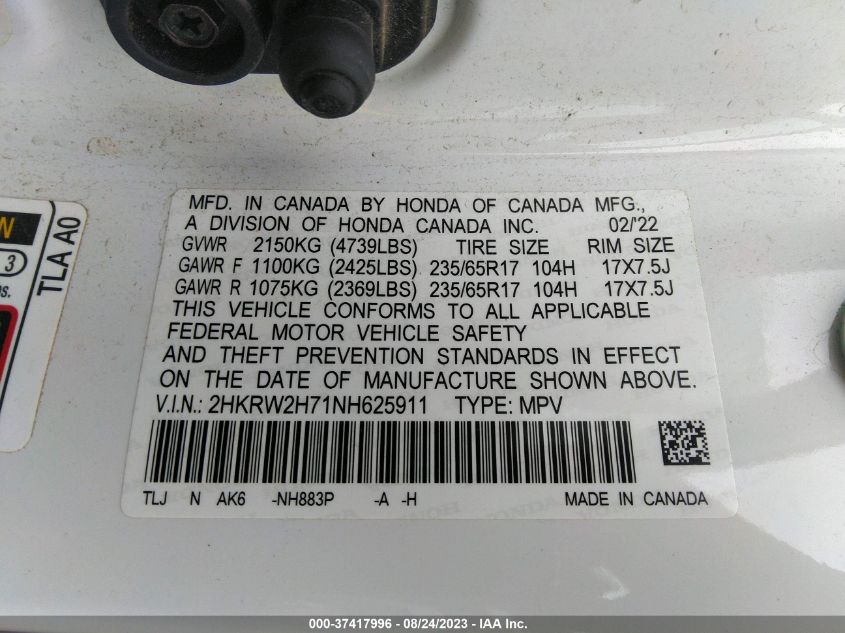 MFD. IN CANADA BY HONDA OF CANADA MFG.,
A DIVISION OF HONDA CANADA INC. 02/'22
GVWR 2150KG (4739LBS) TIRE SIZE RIM SIZE
GAWR F 1100KG (2425LBS) 235/65R17 104H 17X7.5J
GAWR R 1075KG (2369LBS) 235/65R17 104H 17X7.5J
THIS VEHICLE CONFORMS TO ALL APPLICABLE
FEDERAL MOTOR VEHICLE SAFETY
AND THEFT PREVENTION STANDARDS IN EFFECT
ON THE DATE OF MANUFACTURE SHOWN ABOVE.
V.I.N.: 2HKRW2H71NH625911 TYPE: MPV
TLJ N AK6 -NH883P -A -H MADE IN CANADA
TLA A0
N
3
000-37417996 - 08/24/2023 - IAA Inc.